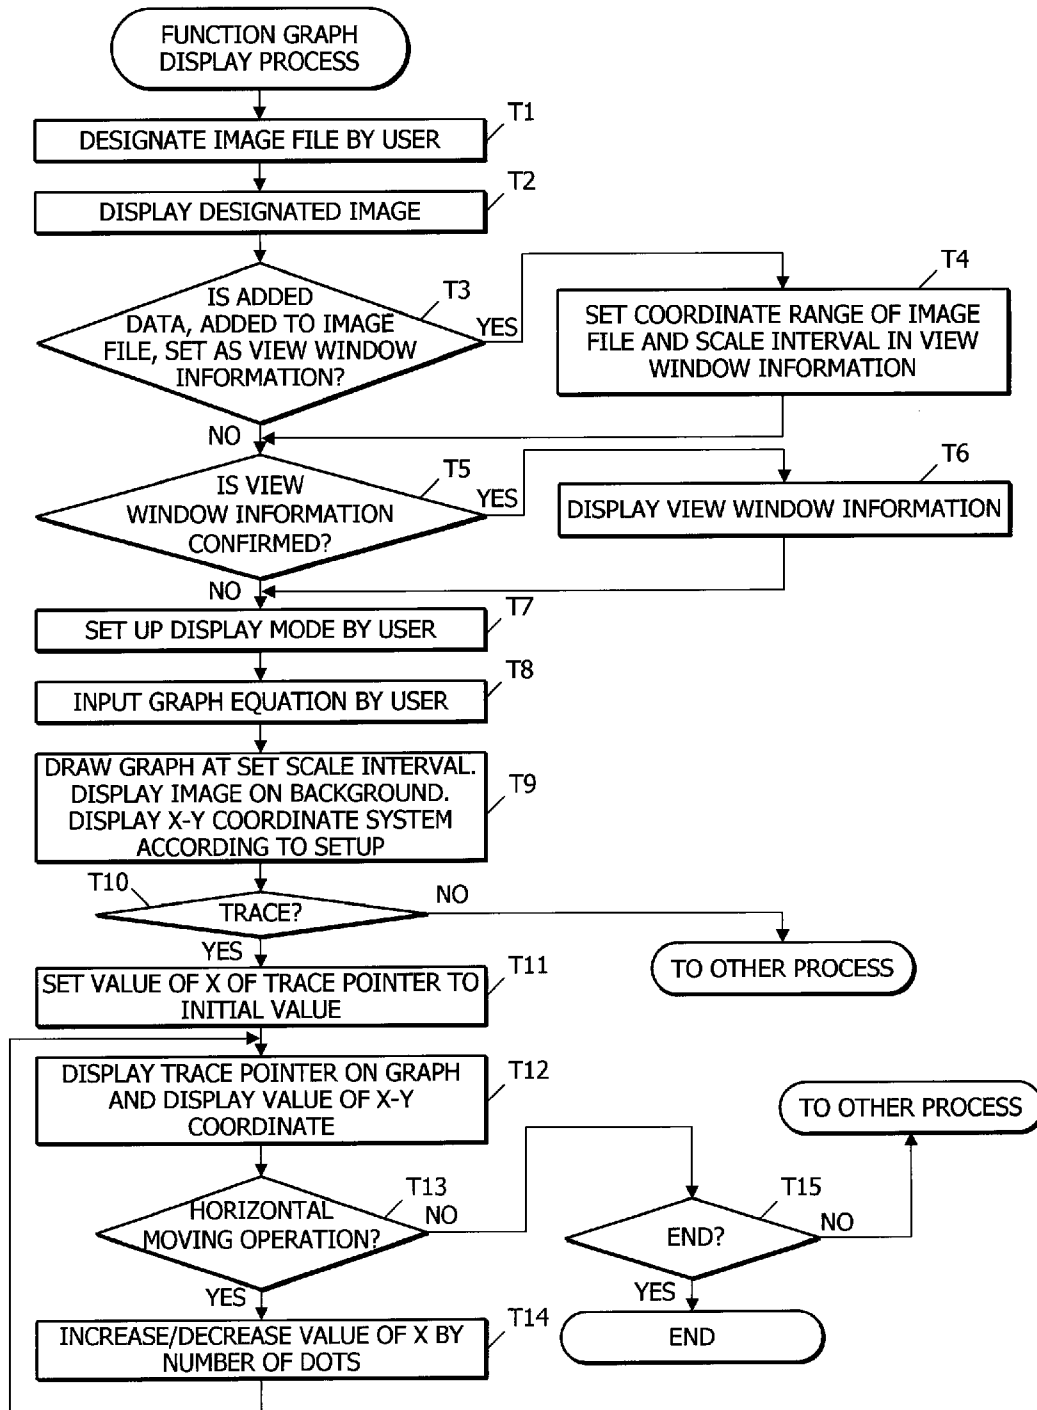 FUNCTION GRAPH
DISPLAY PROCESS
T1
DESIGNATE IMAGE FILE BY USER
T2
DISPLAY DESIGNATED IMAGE
T3
IS ADDED
DATA, ADDED TO IMAGE
FILE, SET AS VIEW WINDOW
INFORMATION?
YES
T4
SET COORDINATE RANGE OF IMAGE
FILE AND SCALE INTERVAL IN VIEW
WINDOW INFORMATION
NO
T5
IS VIEW
WINDOW INFORMATION
CONFIRMED?
YES
T6
DISPLAY VIEW WINDOW INFORMATION
NO
T7
SET UP DISPLAY MODE BY USER
T8
INPUT GRAPH EQUATION BY USER
T9
DRAW GRAPH AT SET SCALE INTERVAL.
DISPLAY IMAGE ON BACKGROUND.
DISPLAY X-Y COORDINATE SYSTEM
ACCORDING TO SETUP
T10
TRACE?
NO
TO OTHER PROCESS
YES
T11
SET VALUE OF X OF TRACE POINTER TO
INITIAL VALUE
T12
DISPLAY TRACE POINTER ON GRAPH
AND DISPLAY VALUE OF X-Y
COORDINATE
TO OTHER PROCESS
T13
HORIZONTAL
MOVING OPERATION?
NO
T15
END?
NO
YES
END
YES
T14
INCREASE/DECREASE VALUE OF X BY
NUMBER OF DOTS